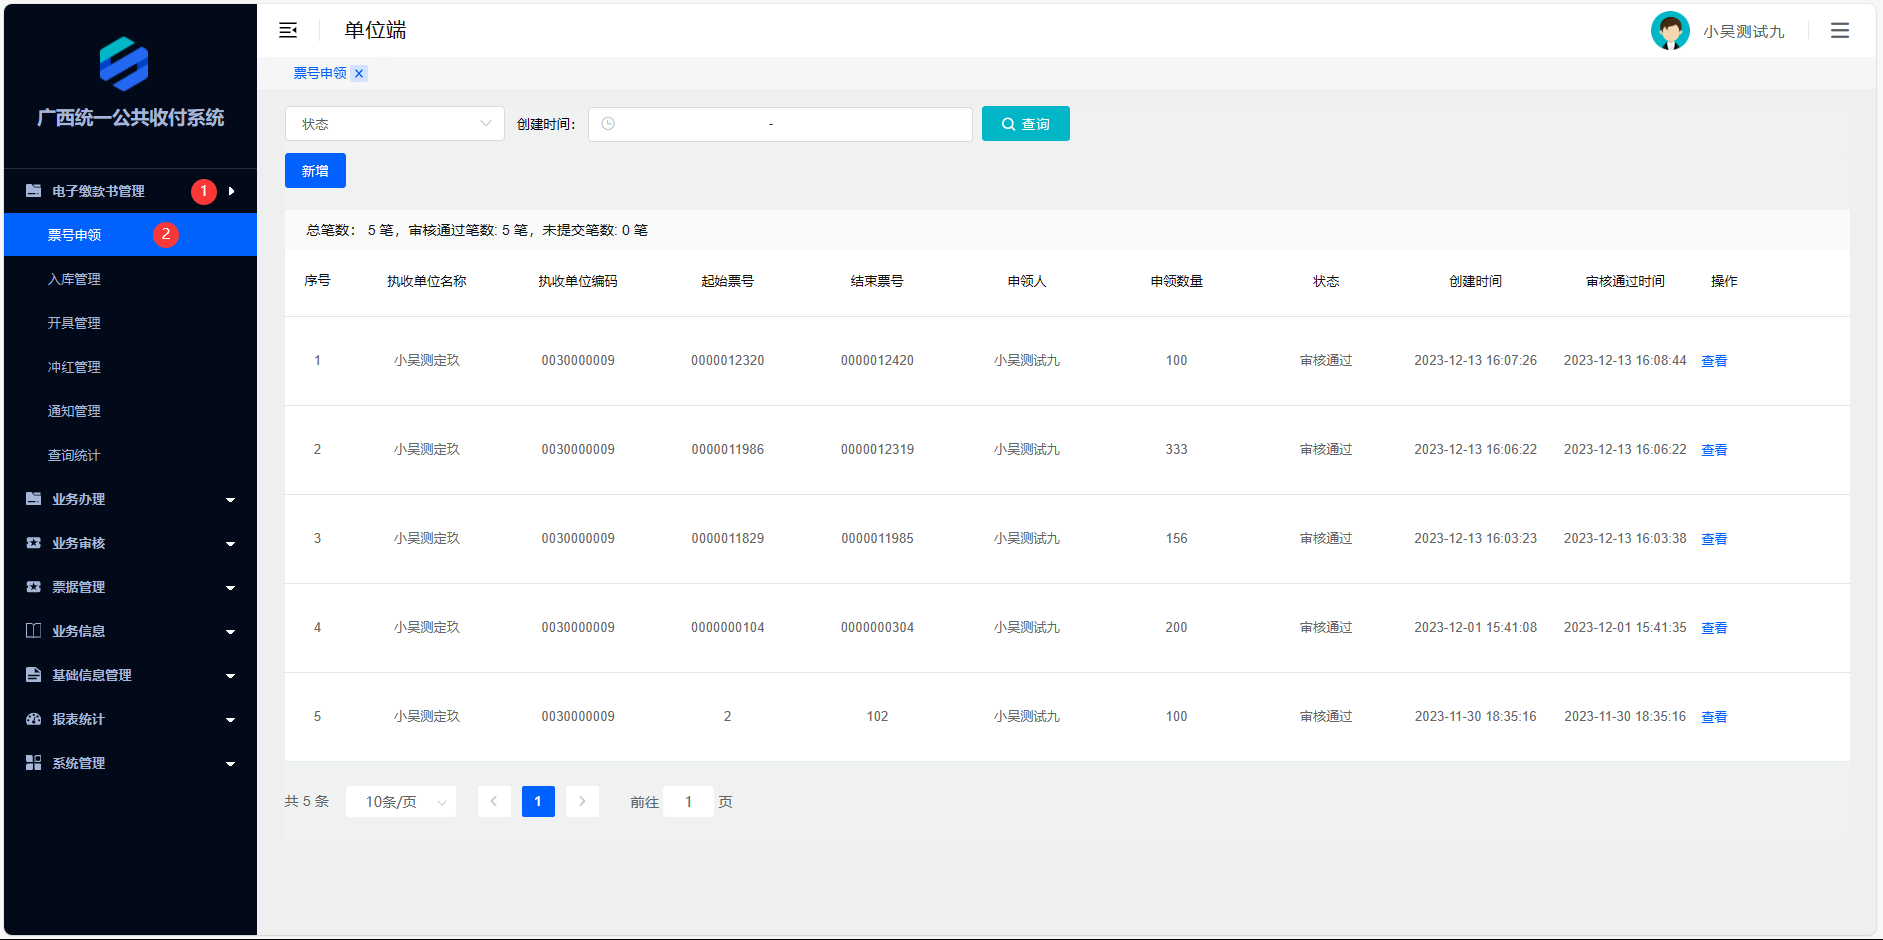 单位端
小吴测试九
广西统一公共收付系统
电子缴款书管理 1
票号申领 2
入库管理
开具管理
冲红管理
通知管理
查询统计
业务办理
业务审核
票据管理
业务信息
基础信息管理
报表统计
系统管理
票号申领
状态 创建时间： - 查询
新增
总笔数： 5 笔，审核通过笔数: 5 笔，未提交笔数: 0 笔
序号 执收单位名称 执收单位编码 起始票号 结束票号 申领人 申领数量 状态 创建时间 审核通过时间 操作
1 小吴测定玖 0030000009 0000012320 0000012420 小吴测试九 100 审核通过 2023-12-13 16:07:26 2023-12-13 16:08:44 查看
2 小吴测定玖 0030000009 0000011986 0000012319 小吴测试九 333 审核通过 2023-12-13 16:06:22 2023-12-13 16:06:22 查看
3 小吴测定玖 0030000009 0000011829 0000011985 小吴测试九 156 审核通过 2023-12-13 16:03:23 2023-12-13 16:03:38 查看
4 小吴测定玖 0030000009 0000000104 0000000304 小吴测试九 200 审核通过 2023-12-01 15:41:08 2023-12-01 15:41:35 查看
5 小吴测定玖 0030000009 2 102 小吴测试九 100 审核通过 2023-11-30 18:35:16 2023-11-30 18:35:16 查看
共 5 条 10条/页 1 前往 1 页